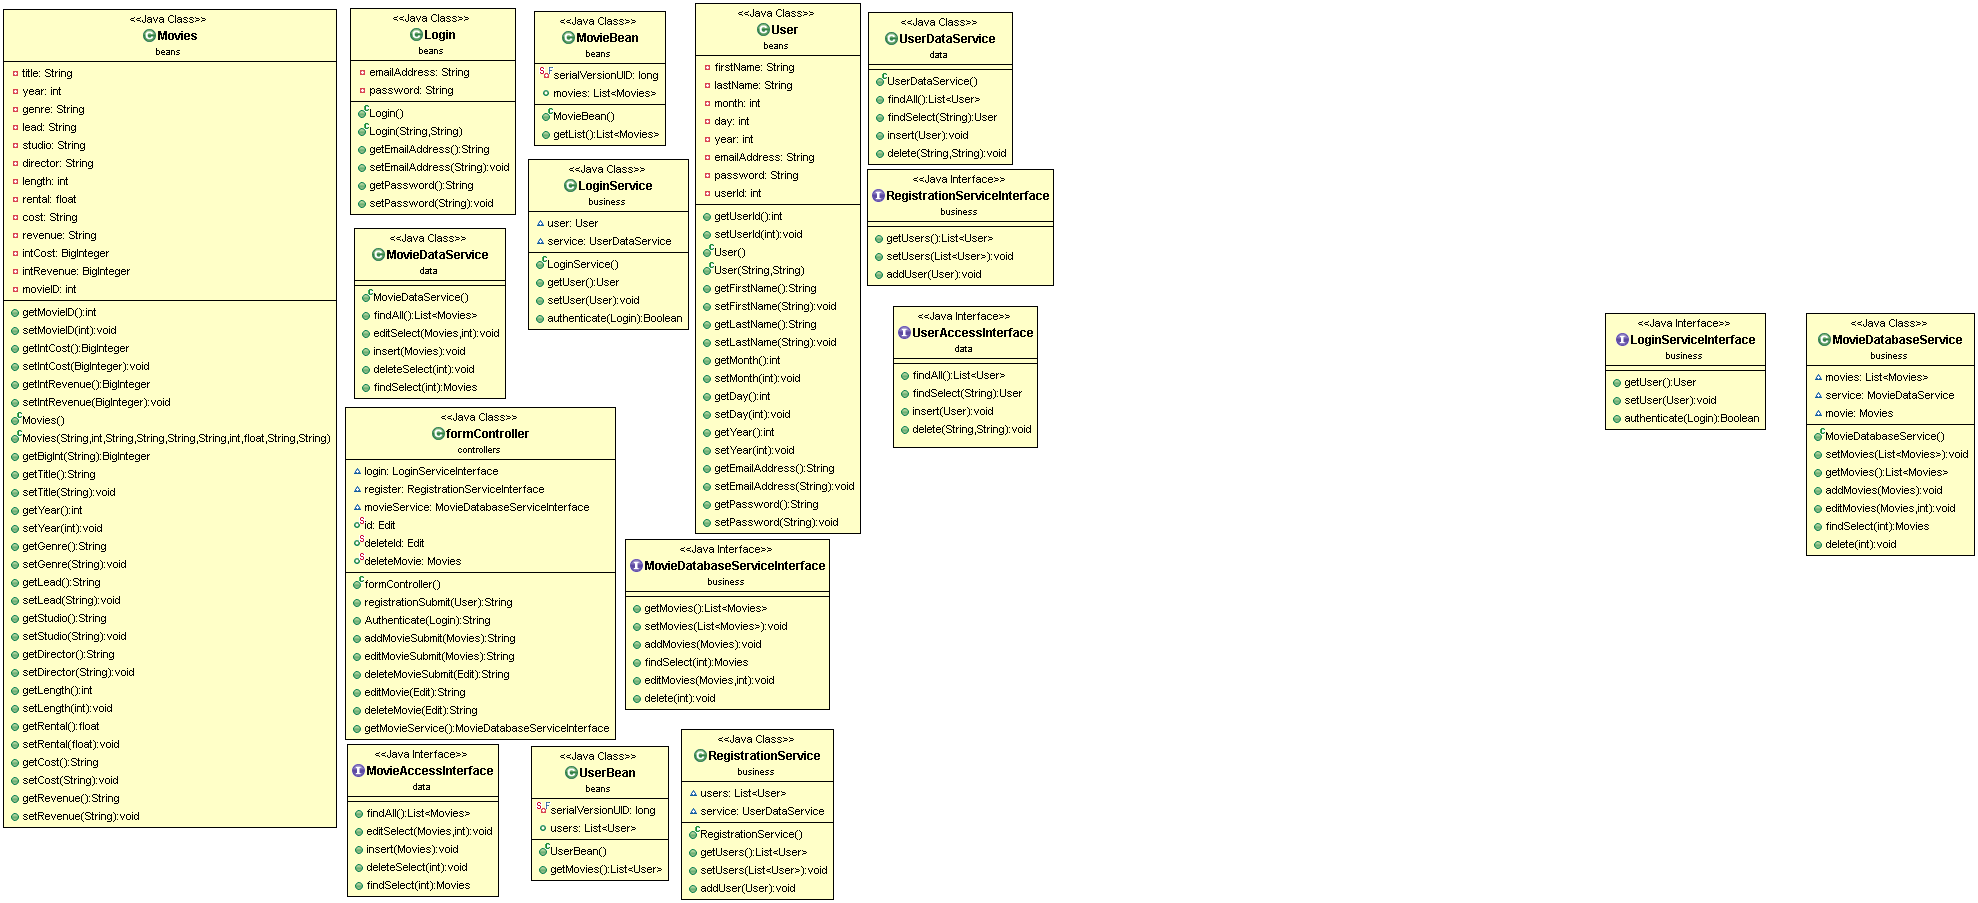 <<Java Class>>
Movies
beans
title: String
year: int
genre: String
lead: String
studio: String
director: String
length: int
rental: float
cost: String
revenue: String
intCost: BigInteger
intRevenue: BigInteger
movieID: int
getMovieID():int
setMovieID(int):void
getIntCost():BigInteger
setIntCost(BigInteger):void
getIntRevenue():BigInteger
setIntRevenue(BigInteger):void
Movies()
Movies(String,int,String,String,String,String,int,float,String,String)
getBigInt(String):BigInteger
getTitle():String
setTitle(String):void
getYear():int
setYear(int):void
getGenre():String
setGenre(String):void
getLead():String
setLead(String):void
getStudio():String
setStudio(String):void
getDirector():String
setDirector(String):void
getLength():int
setLength(int):void
getRental():float
setRental(float):void
getCost():String
setCost(String):void
getRevenue():String
setRevenue(String):void
<<Java Class>>
Login
beans
emailAddress: String
password: String
Login()
Login(String,String)
getEmailAddress():String
setEmailAddress(String):void
getPassword():String
setPassword(String):void
<<Java Class>>
MovieDataService
data
MovieDataService()
findAll():List<Movies>
editSelect(Movies,int):void
insert(Movies):void
deleteSelect(int):void
findSelect(int):Movies
<<Java Class>>
formController
controllers
login: LoginServiceInterface
register: RegistrationServiceInterface
movieService: MovieDatabaseServiceInterface
id: Edit
deleteId: Edit
deleteMovie: Movies
formController()
registrationSubmit(User):String
Authenticate(Login):String
addMovieSubmit(Movies):String
editMovieSubmit(Movies):String
deleteMovieSubmit(Edit):String
editMovie(Edit):String
deleteMovie(Edit):String
getMovieService():MovieDatabaseServiceInterface
<<Java Interface>>
MovieAccessInterface
data
findAll():List<Movies>
editSelect(Movies,int):void
insert(Movies):void
deleteSelect(int):void
findSelect(int):Movies
<<Java Class>>
MovieBean
beans
serialVersionUID: long
movies: List<Movies>
MovieBean()
getList():List<Movies>
<<Java Class>>
LoginService
business
user: User
service: UserDataService
LoginService()
getUser():User
setUser(User):void
authenticate(Login):Boolean
<<Java Class>>
User
beans
firstName: String
lastName: String
month: int
day: int
year: int
emailAddress: String
password: String
userId: int
getUserId():int
setUserId(int):void
User()
User(String,String)
getFirstName():String
setFirstName(String):void
getLastName():String
setLastName(String):void
getMonth():int
setMonth(int):void
getDay():int
setDay(int):void
getYear():int
setYear(int):void
getEmailAddress():String
setEmailAddress(String):void
getPassword():String
setPassword(String):void
<<Java Interface>>
MovieDatabaseServiceInterface
business
getMovies():List<Movies>
setMovies(List<Movies>):void
addMovies(Movies):void
findSelect(int):Movies
editMovies(Movies,int):void
delete(int):void
<<Java Class>>
UserBean
beans
serialVersionUID: long
users: List<User>
UserBean()
getMovies():List<User>
<<Java Class>>
RegistrationService
business
users: List<User>
service: UserDataService
RegistrationService()
getUsers():List<User>
setUsers(List<User>):void
addUser(User):void
<<Java Class>>
UserDataService
data
UserDataService()
findAll():List<User>
findSelect(String):User
insert(User):void
delete(String,String):void
<<Java Interface>>
RegistrationServiceInterface
business
getUsers():List<User>
setUsers(List<User>):void
addUser(User):void
<<Java Interface>>
UserAccessInterface
data
findAll():List<User>
findSelect(String):User
insert(User):void
delete(String,String):void
<<Java Interface>>
LoginServiceInterface
business
getUser():User
setUser(User):void
authenticate(Login):Boolean
<<Java Class>>
MovieDatabaseService
business
movies: List<Movies>
service: MovieDataService
movie: Movies
MovieDatabaseService()
setMovies(List<Movies>):void
getMovies():List<Movies>
addMovies(Movies):void
editMovies(Movies,int):void
findSelect(int):Movies
delete(int):void